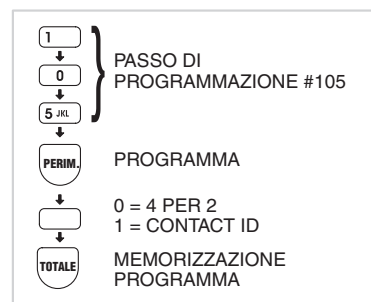 1
0
5 JKL
PASSO DI
PROGRAMMAZIONE #105
PERIM.
PROGRAMMA
0 = 4 PER 2
1 = CONTACT ID
TOTALE
MEMORIZZAZIONE
PROGRAMMA